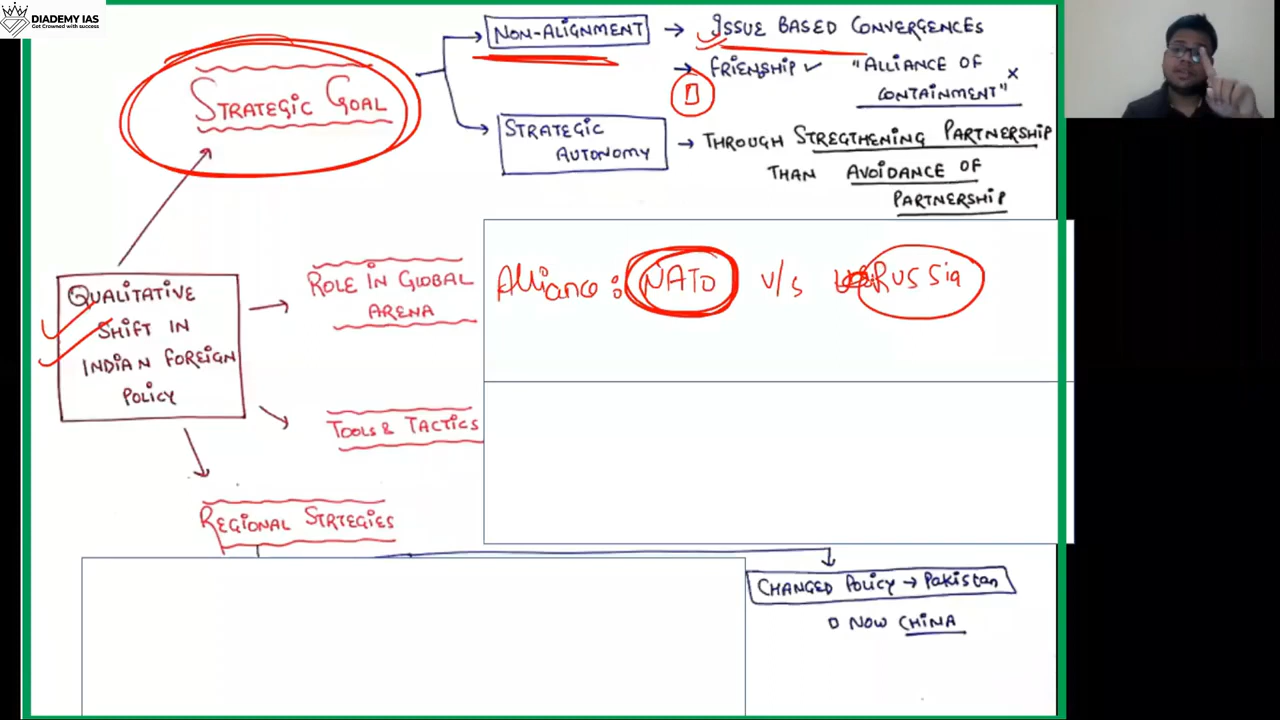 DIADEMY IAS
Get Crowned with success
NON-ALIGNMENT → ISSUE BASED CONVERGENCES
→ FRIENSHIP ✓ "ALLIANCE OF
CONTAINMENT" x
STRATEGIC GOAL
STRATEGIC
AUTONOMY
→ THROUGH STREGTHENING PARTNERSHIP
THAN AVOIDANCE OF
PARTNERSHIP
Alliance : NATO v/s RUSSia
QUALITATIVE
SHIFT IN
INDIAN FOREIGN
POLICY
ROLE IN GLOBAL
ARENA
TOOLS & TACTICS
REGIONAL STRTEGIES
CHANGED POLICY → Pakistan
NOW CHINA